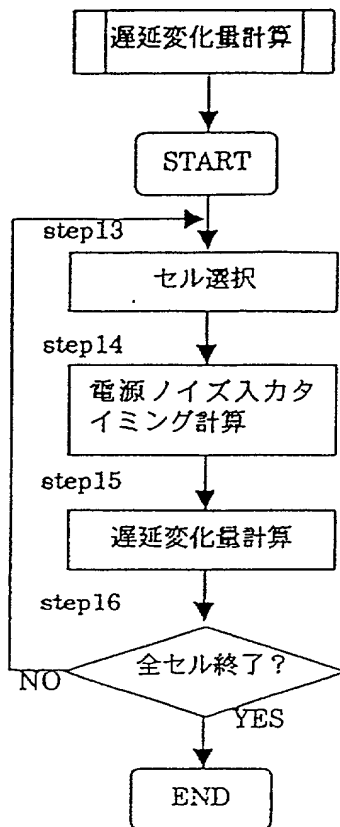 遅延変化量計算
START
step13
セル選択
step14
電源ノイズ入力タ
イミング計算
step15
遅延変化量計算
step16
全セル終了？
NO
YES
END